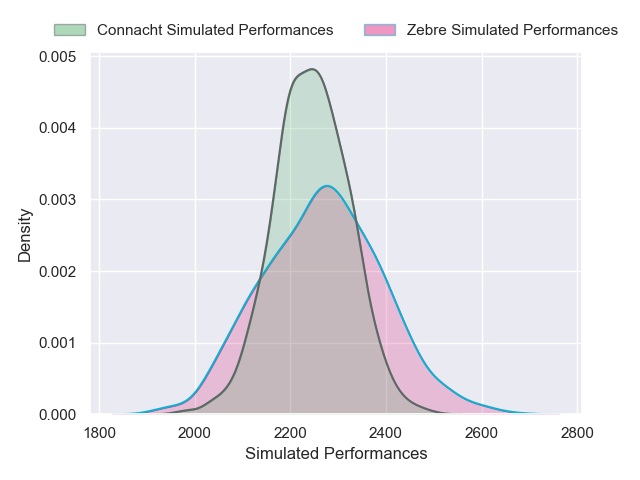 Connacht Simulated Performances Zebre Simulated Performances
0.005
0.004
0.003
0.002
0.001
0.000
Density
1800 2000 2200 2400 2600 2800
Simulated Performances